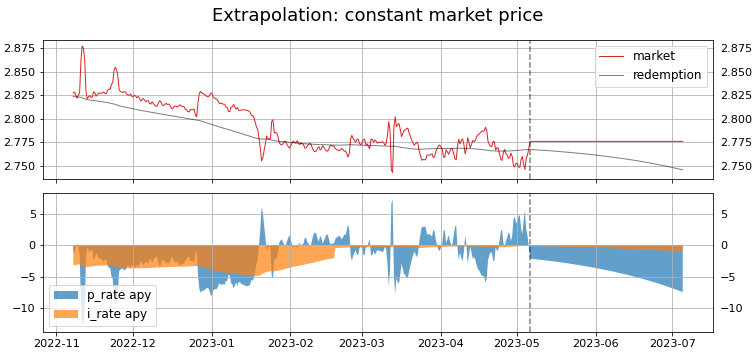 Extrapolation: constant market price
2.875 2.875
2.850 2.850
2.825 2.825
2.800 2.800
2.775 2.775
2.750 2.750
market
redemption
5 5
0 0
−5 −5
−10 −10
p_rate apy
i_rate apy
2022-11 2022-12 2023-01 2023-02 2023-03 2023-04 2023-05 2023-06 2023-07